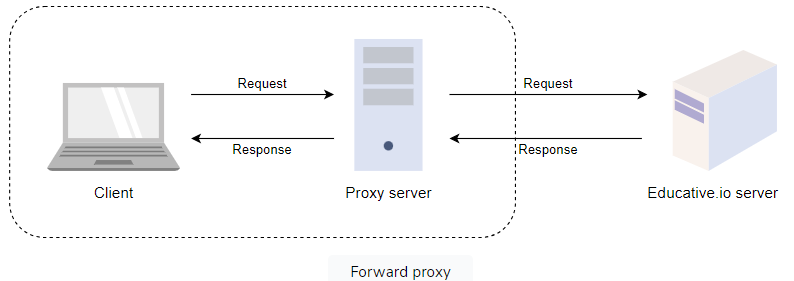 Request
Request
Response
Response
Client
Proxy server
Educative.io server
Forward proxy